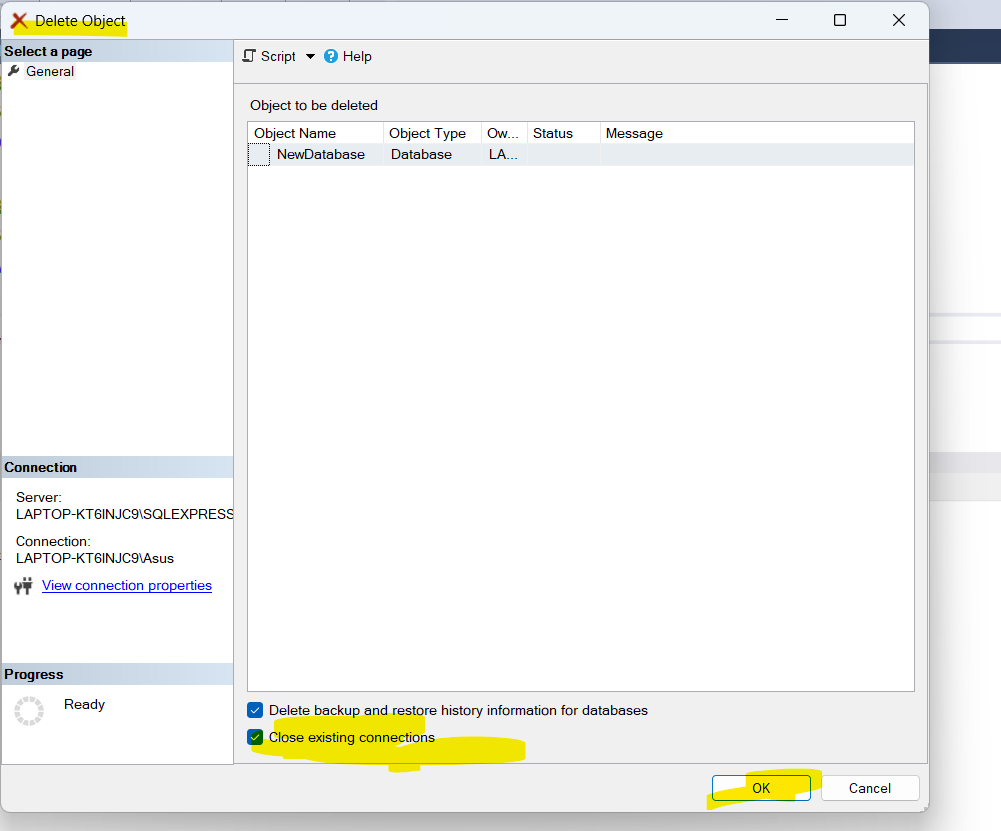 Delete Object
Select a page
General
Script Help
Object to be deleted
Object Name Object Type Ow... Status Message
NewDatabase Database LA...
Connection
Server:
LAPTOP-KT6INJC9\SQLEXPRESS
Connection:
LAPTOP-KT6INJC9\Asus
View connection properties
Progress
Ready
Delete backup and restore history information for databases
Close existing connections
OK Cancel